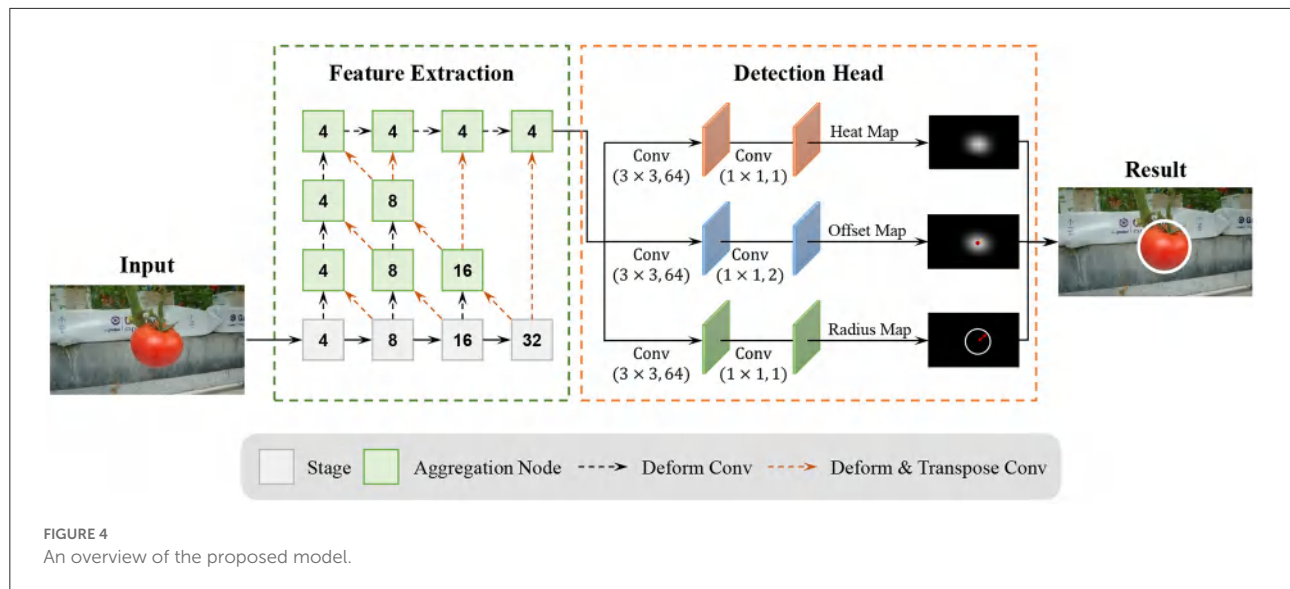 Feature Extraction
4 4 4 4
4 8
4 8 16
4 8 16 32
Input
Detection Head
Conv
(3 × 3, 64)
Conv
(1 × 1, 1)
Heat Map
Conv
(3 × 3, 64)
Conv
(1 × 1, 2)
Offset Map
Conv
(3 × 3, 64)
Conv
(1 × 1, 1)
Radius Map
Result
Stage
Aggregation Node
Deform Conv
Deform & Transpose Conv
FIGURE 4
An overview of the proposed model.